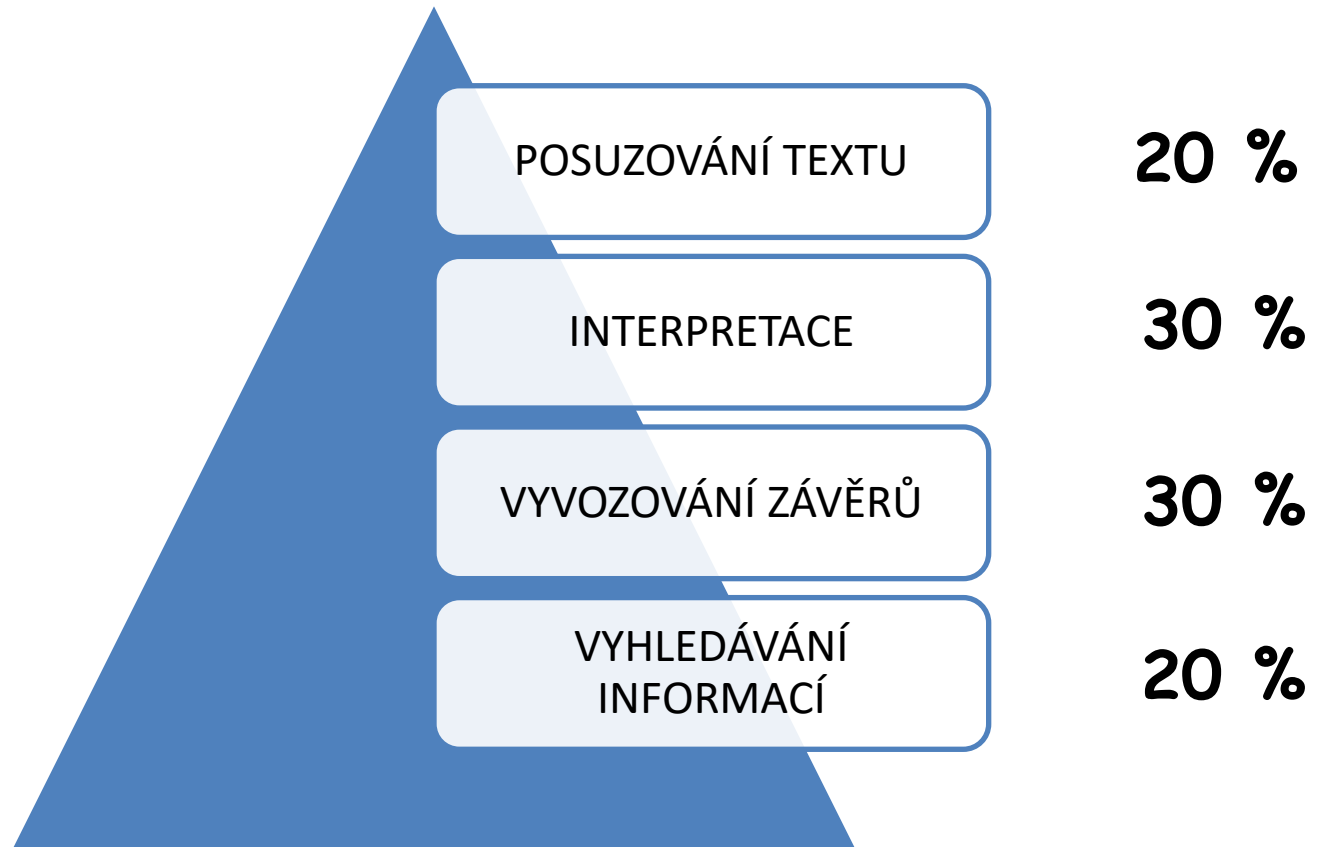 POSUZOVÁNÍ TEXTU 20 %
INTERPRETACE 30 %
VYVOZOVÁNÍ ZÁVĚRŮ 30 %
VYHLEDÁVÁNÍ
INFORMACÍ 20 %